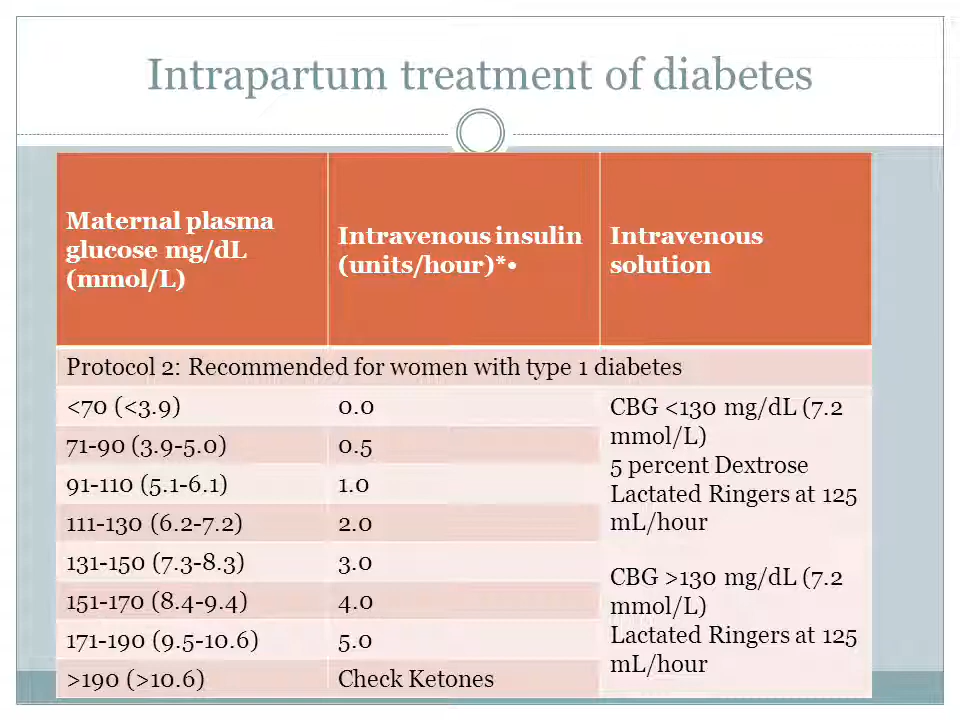 Intrapartum treatment of diabetes
Maternal plasma
glucose mg/dL
(mmol/L)
Intravenous insulin
(units/hour)*•
Intravenous
solution
Protocol 2: Recommended for women with type 1 diabetes
<70 (<3.9)
0.0
71-90 (3.9-5.0)
0.5
91-110 (5.1-6.1)
1.0
111-130 (6.2-7.2)
2.0
131-150 (7.3-8.3)
3.0
151-170 (8.4-9.4)
4.0
171-190 (9.5-10.6)
5.0
>190 (>10.6)
Check Ketones
CBG <130 mg/dL (7.2
mmol/L)
5 percent Dextrose
Lactated Ringers at 125
mL/hour
CBG >130 mg/dL (7.2
mmol/L)
Lactated Ringers at 125
mL/hour